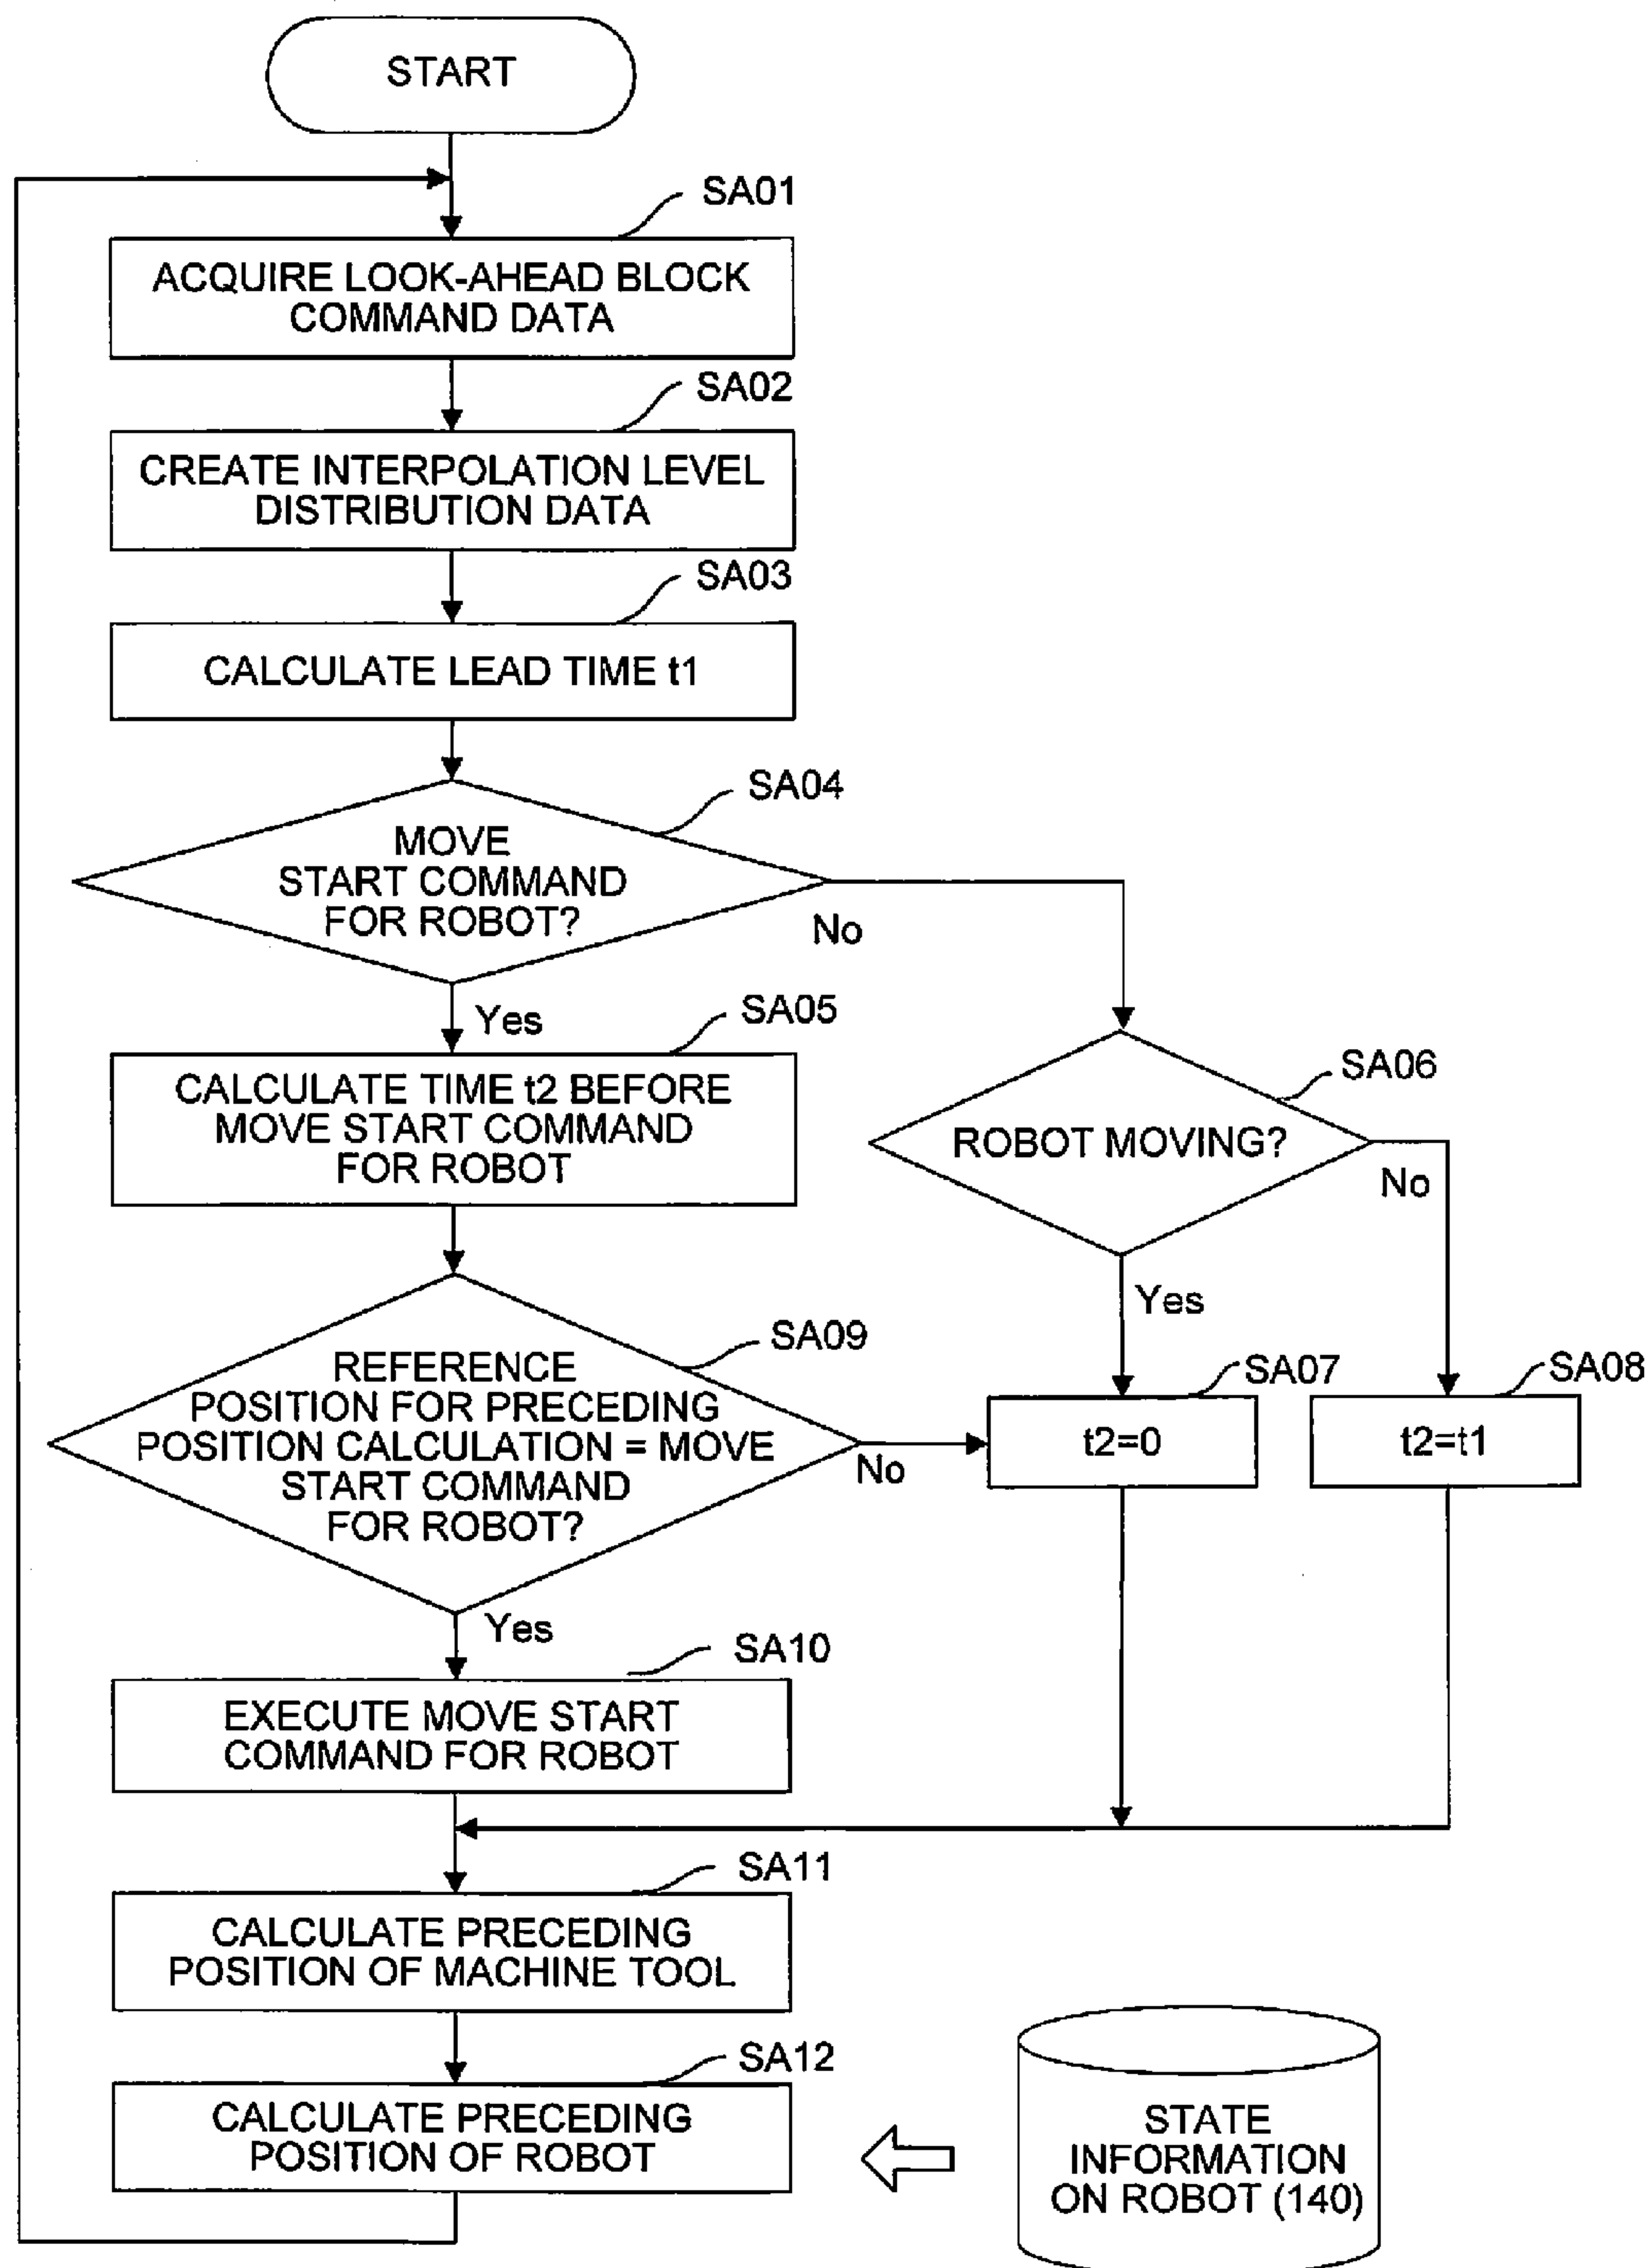 START
SA01
ACQUIRE LOOK-AHEAD BLOCK
COMMAND DATA
SA02
CREATE INTERPOLATION LEVEL
DISTRIBUTION DATA
SA03
CALCULATE LEAD TIME t1
SA04
MOVE
START COMMAND
FOR ROBOT?
No
Yes
SA05
CALCULATE TIME t2 BEFORE
MOVE START COMMAND
FOR ROBOT
SA06
ROBOT MOVING?
No
Yes
SA09
REFERENCE
POSITION FOR PRECEDING
POSITION CALCULATION = MOVE
START COMMAND
FOR ROBOT?
No
SA07
t2=0
SA08
t2=t1
Yes
SA10
EXECUTE MOVE START
COMMAND FOR ROBOT
SA11
CALCULATE PRECEDING
POSITION OF MACHINE TOOL
SA12
CALCULATE PRECEDING
POSITION OF ROBOT
STATE
INFORMATION
ON ROBOT (140)